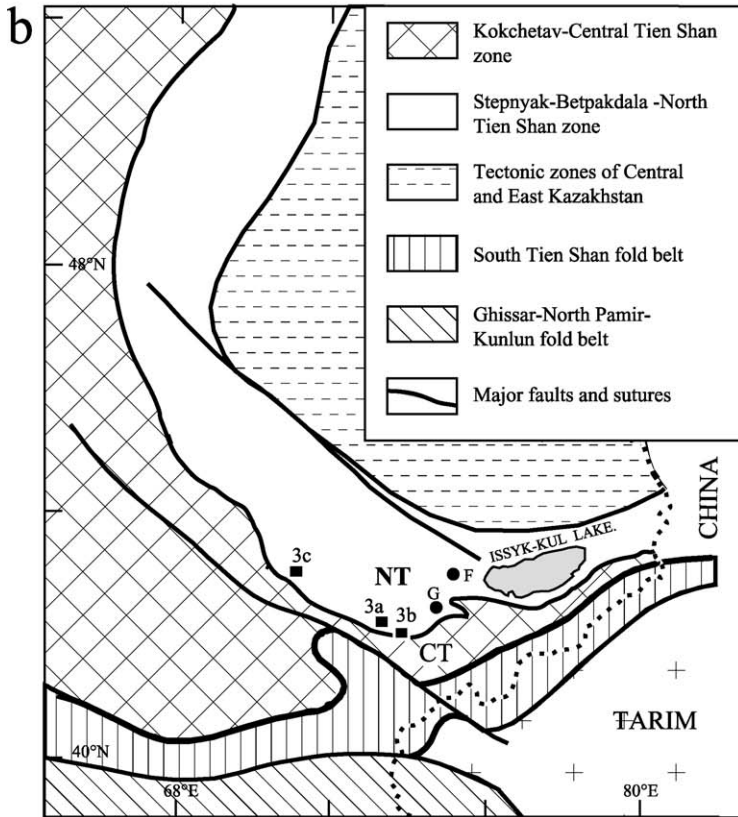 b
Kokchetav-Central Tien Shan
zone
Stepnyak-Betpakdala -North
Tien Shan zone
Tectonic zones of Central
and East Kazakhstan
South Tien Shan fold belt
Ghissar-North Pamir-
Kunlun fold belt
Major faults and sutures
48°N
CHINA
ISSYK-KUL LAKE.
3c
NT
F
G
3a
3b
CT
TARIM
40°N
68°E
80°E